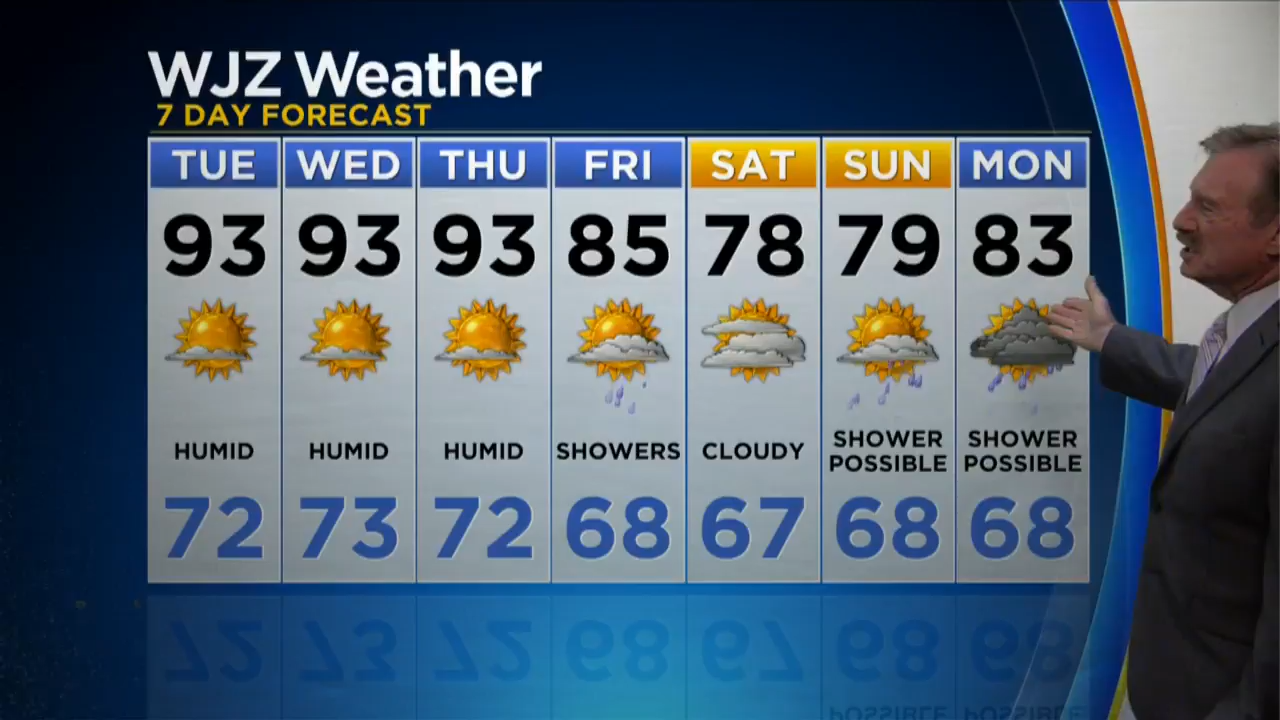 WJZ Weather
7 DAY FORECAST
TUE WED THU FRI SAT SUN MON
93 93 93 85 78 79 83
HUMID HUMID HUMID SHOWERS CLOUDY SHOWER POSSIBLE SHOWER POSSIBLE
72 73 72 68 67 68 68